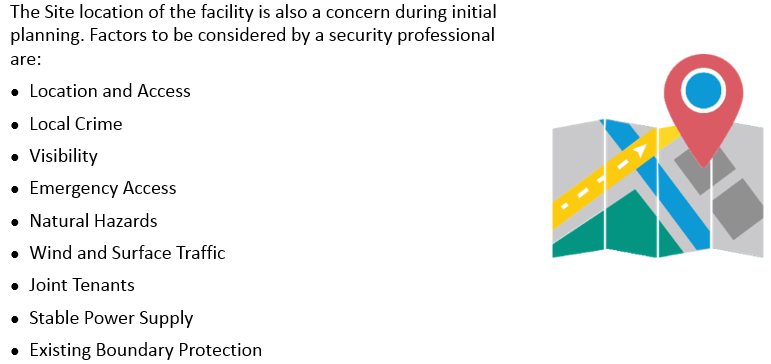 The Site location of the facility is also a concern during initial
planning. Factors to be considered by a security professional
are:
● Location and Access
● Local Crime
● Visibility
● Emergency Access
● Natural Hazards
● Wind and Surface Traffic
● Joint Tenants
● Stable Power Supply
● Existing Boundary Protection